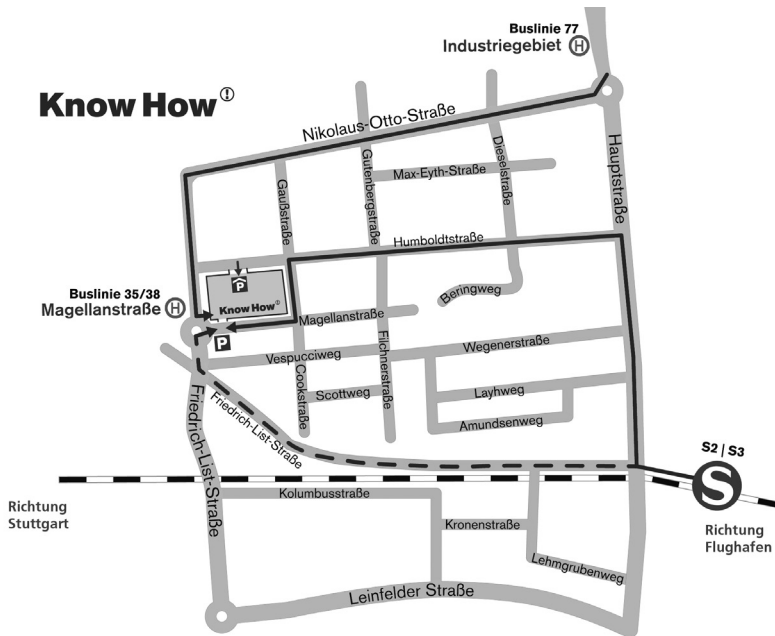 Buslinie 77
Industriegebiet H
Know How!
Nikolaus-Otto-Straße
Hauptstraße
Gutenbergstraße
Dieselstraße
Max-Eyth-Straße
Gaußstraße
Humboldtstraße
P
Know How!
Beringweg
Buslinie 35/38
Magellanstraße H
Magellanstraße
P
Vespucciweg
Wegenerstraße
Filchnerstraße
Cookstraße
Scottweg
Layhweg
Amundsenweg
Friedrich-List-Straße
Friedrich-List-Straße
S2 | S3
S
Richtung
Stuttgart
Kolumbusstraße
Kronenstraße
Richtung
Flughafen
Lehmgrubenweg
Leinfelder Straße